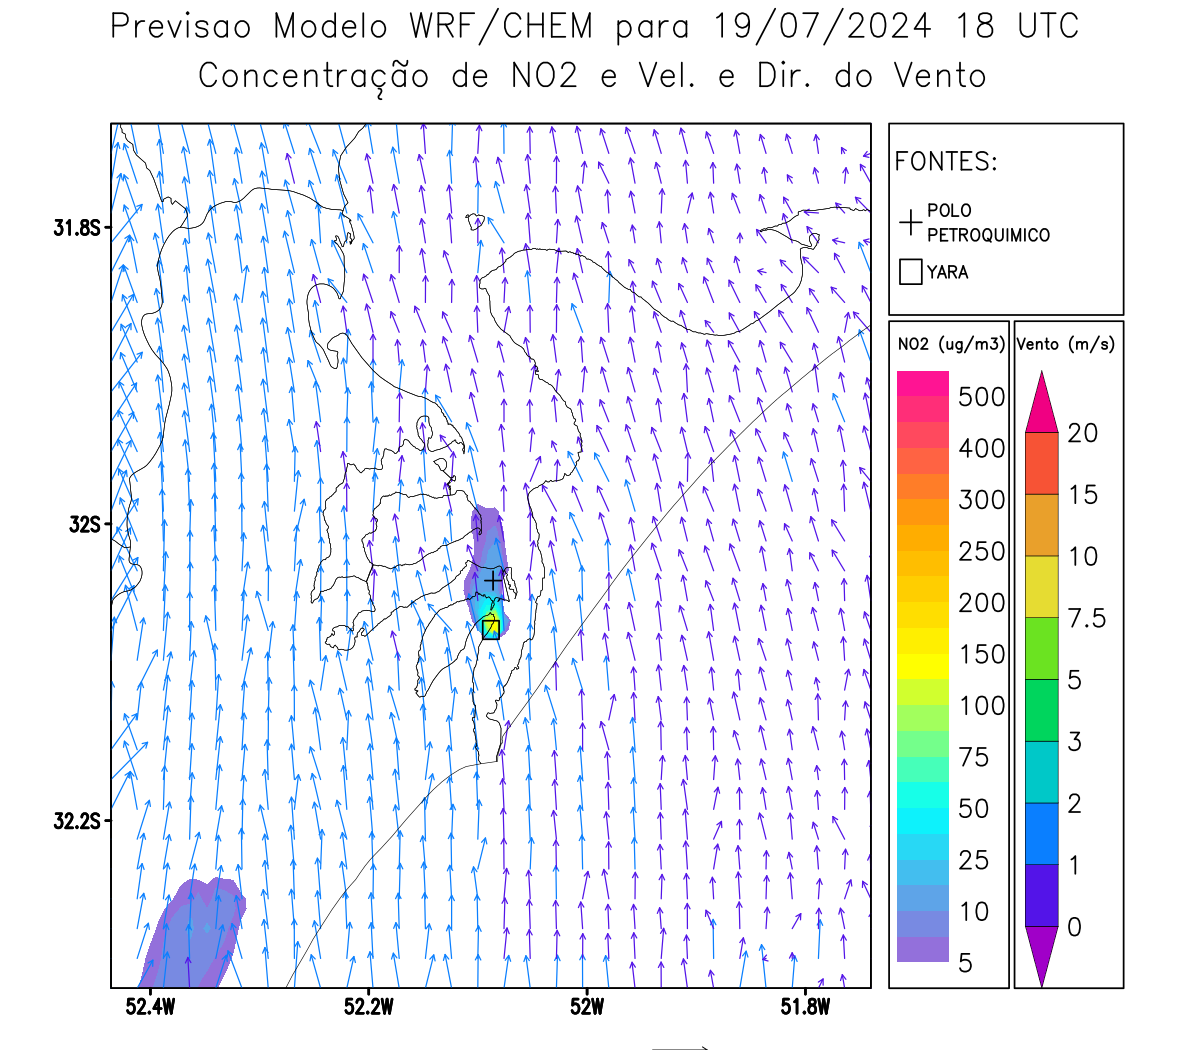 Previsao Modelo WRF/CHEM para 19/07/2024 18 UTC
Concentração de NO2 e Vel. e Dir. do Vento
FONTES:
POLO
PETROQUIMICO
YARA
NO2 (ug/m3)
500
400
300
250
200
150
100
75
50
25
10
5
Vento (m/s)
20
15
10
7.5
5
3
2
1
0
31.8S
32S
32.2S
52.4W
52.2W
52W
51.8W